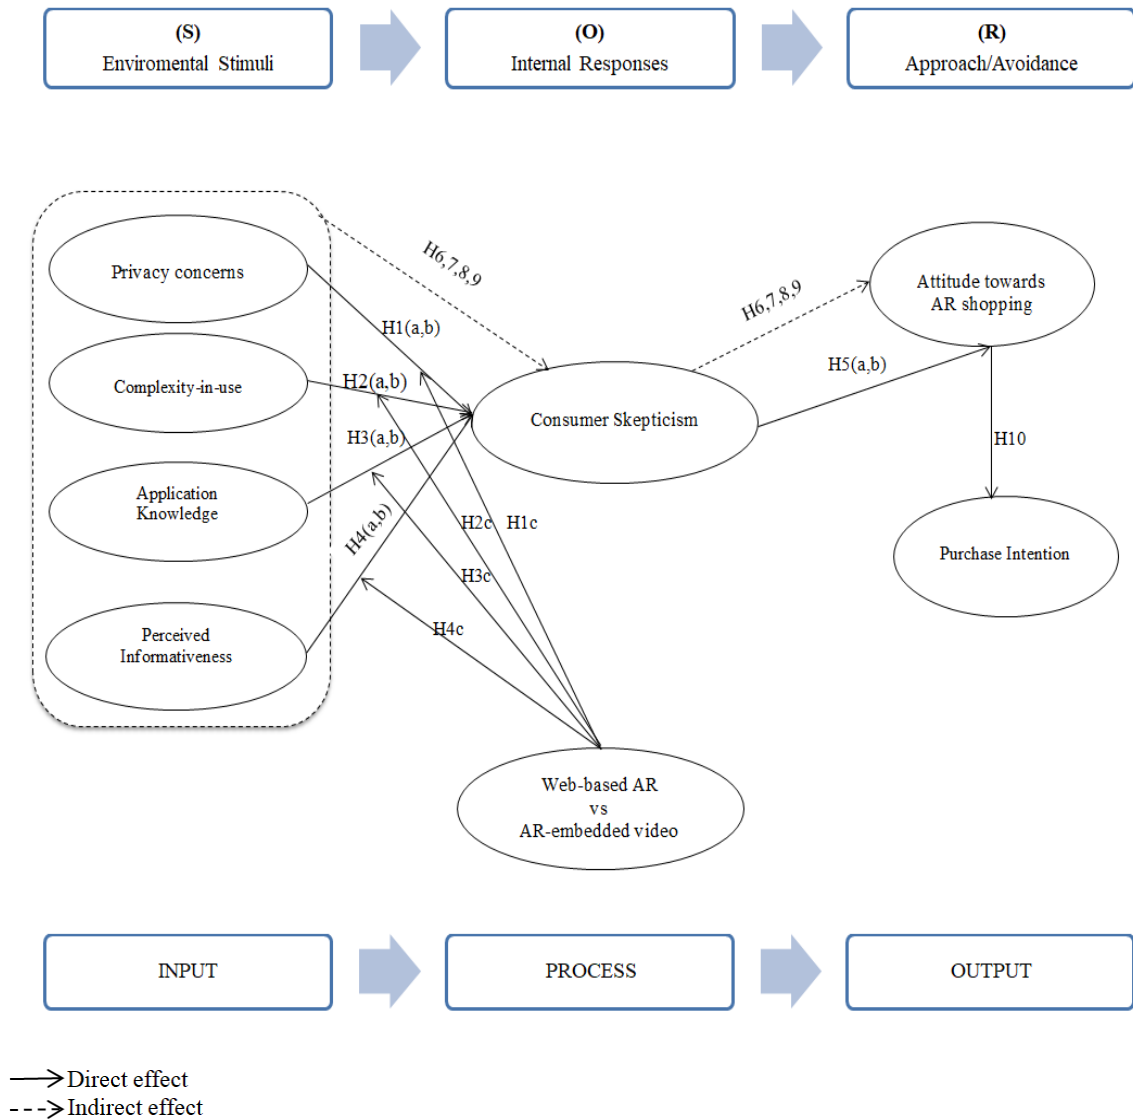 (S)
Enviromental Stimuli
(O)
Internal Responses
(R)
Approach/Avoidance
Privacy concerns
Complexity-in-use
Application
Knowledge
Perceived
Informativeness
H6,7,8,9
H1(a,b)
H2(a,b)
H3(a,b)
H4(a,b)
Consumer Skepticism
H6,7,8,9
H5(a,b)
Attitude towards
AR shopping
H10
Purchase Intention
H2c
H1c
H3c
H4c
Web-based AR
vs
AR-embedded video
INPUT
PROCESS
OUTPUT
Direct effect
Indirect effect